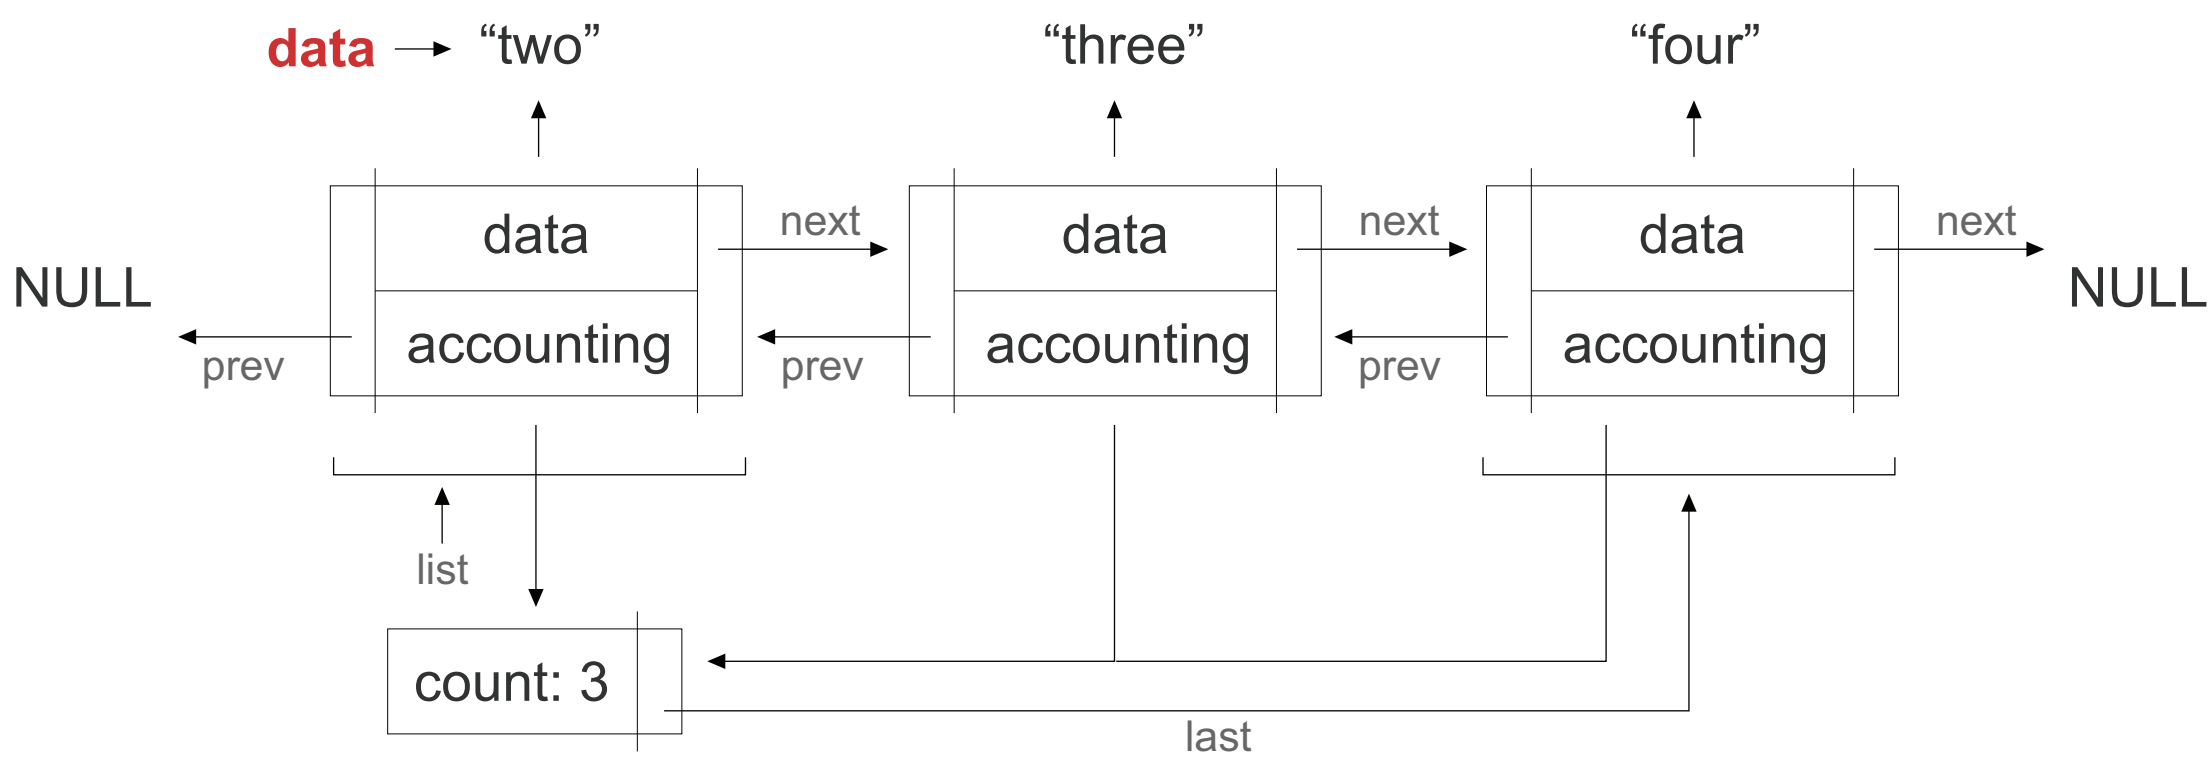 data “two” “three” “four”
data next data next data next
NULL NULL
accounting accounting accounting
prev prev prev
list
count: 3
last